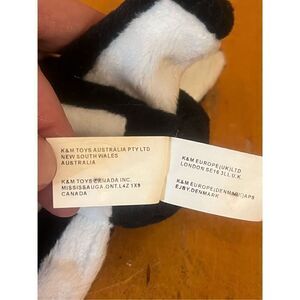 K&M TOYS AUSTRALIA PTY LTD
NEW SOUTH WALES
AUSTRALIA
K&M TOYS CANADA INC.
MISSISSAUGA ONT. L4Z 1X9
CANADA
K&M EUROPE(UK)LTD
LONDON SE16 3LL U.K.
K&M EUROPE(DENMARK)APS
EJBY.DENMARK